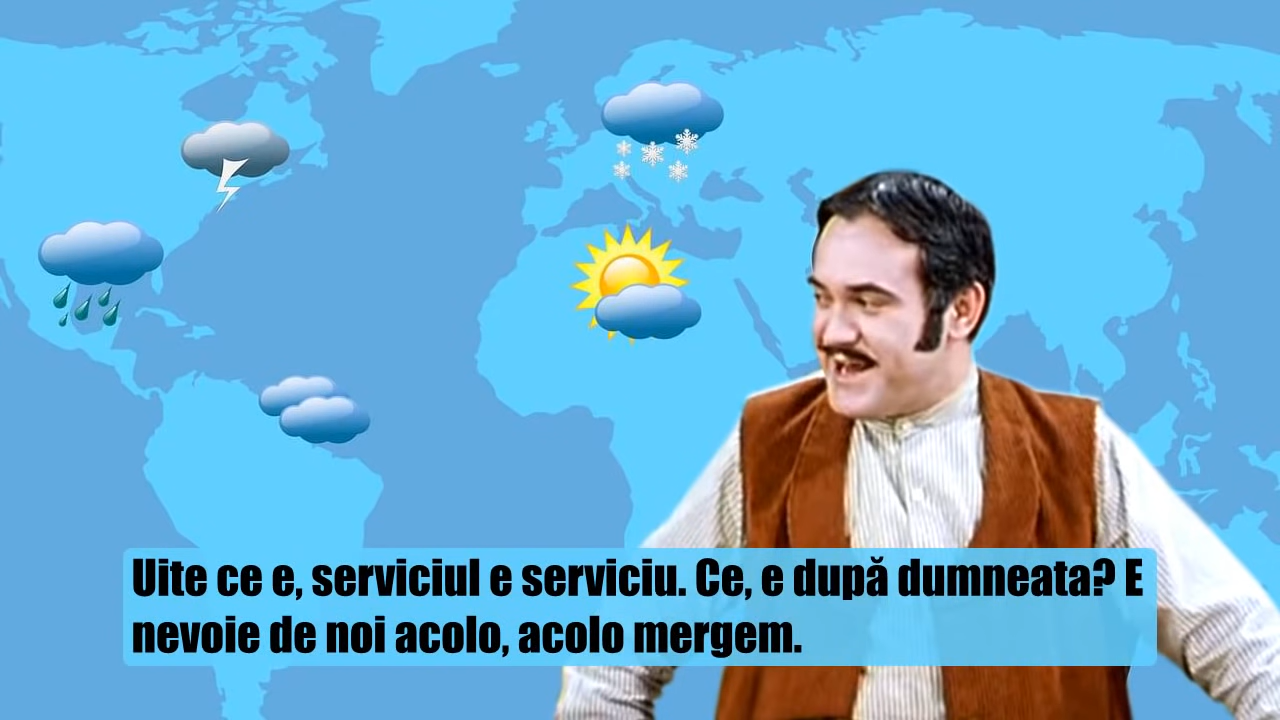 Uite ce e, serviciul e serviciu. Ce, e după dumneata? E
nevoie de noi acolo, acolo mergem.